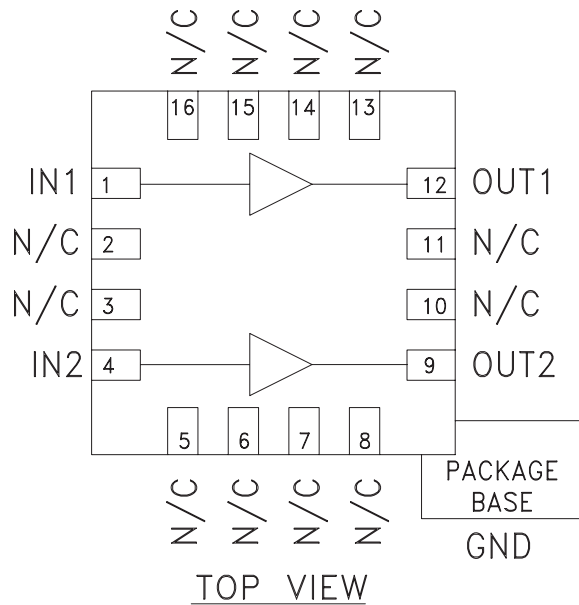 N/C N/C N/C N/C
16 15 14 13
IN1 1 12 OUT1
N/C 2 11 N/C
N/C 3 10 N/C
IN2 4 9 OUT2
5 6 7 8
N/C N/C N/C N/C
PACKAGE
BASE
GND
TOP VIEW